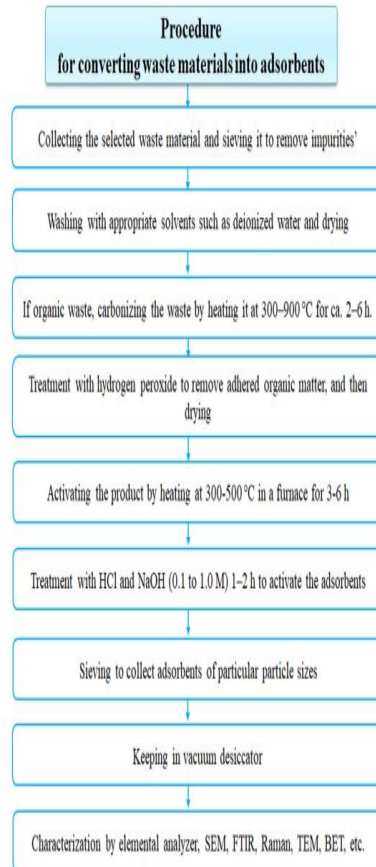 Procedure
for converting waste materials into adsorbents
Collecting the selected waste material and sieving it to remove impurities’
Washing with appropriate solvents such as deionized water and drying
If organic waste, carbonizing the waste by heating it at 300–900 °C for ca. 2–6 h.
Treatment with hydrogen peroxide to remove adhered organic matter, and then
drying
Activating the product by heating at 300-500 °C in a furnace for 3-6 h
Treatment with HCl and NaOH (0.1 to 1.0 M) 1–2 h to activate the adsorbents
Sieving to collect adsorbents of particular particle sizes
Keeping in vacuum desiccator
Characterization by elemental analyzer, SEM, FTIR, Raman, TEM, BET, etc.